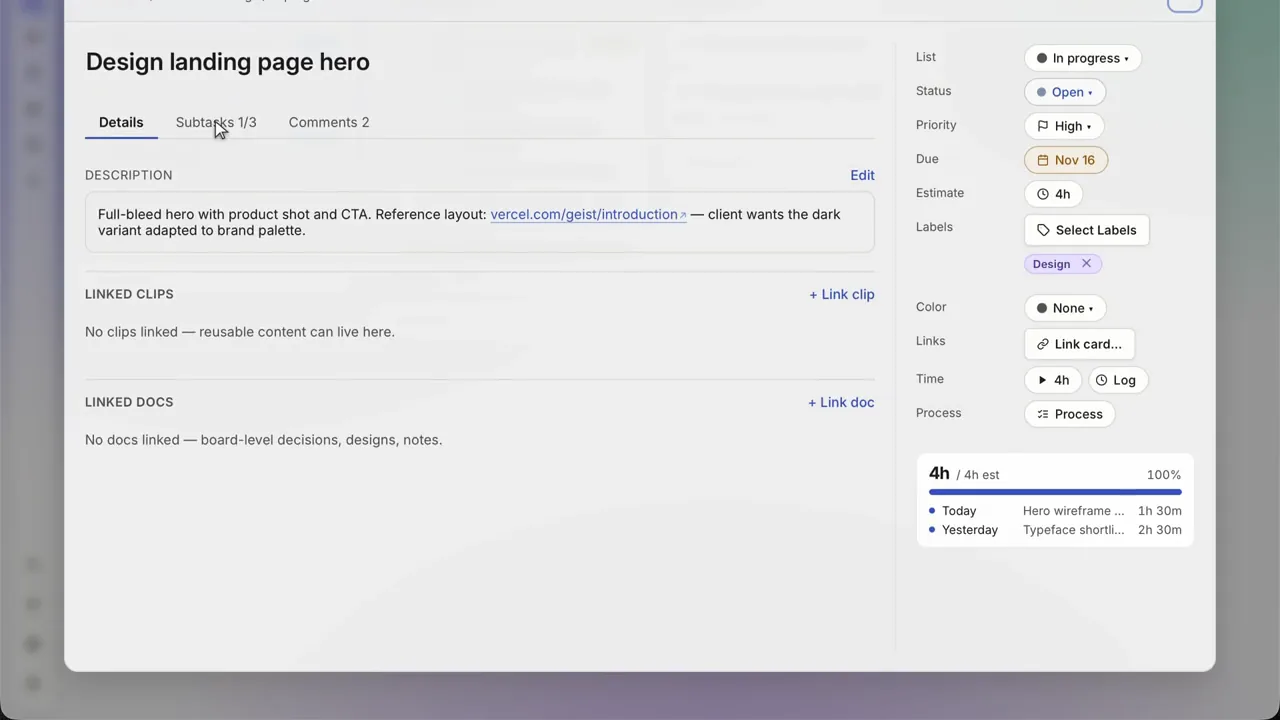 Design landing page hero
Details
Subtasks 1/3
Comments 2
DESCRIPTION
Edit
Full-bleed hero with product shot and CTA. Reference layout: vercel.com/geist/introduction↗ — client wants the dark
variant adapted to brand palette.
LINKED CLIPS
+ Link clip
No clips linked — reusable content can live here.
LINKED DOCS
+ Link doc
No docs linked — board-level decisions, designs, notes.
List
In progress
Status
Open
Priority
High
Due
Nov 16
Estimate
4h
Labels
Select Labels
Design
Color
None
Links
Link card...
Time
4h
Log
Process
Process
4h / 4h est
100%
Today
Hero wireframe ...
1h 30m
Yesterday
Typeface shortli...
2h 30m